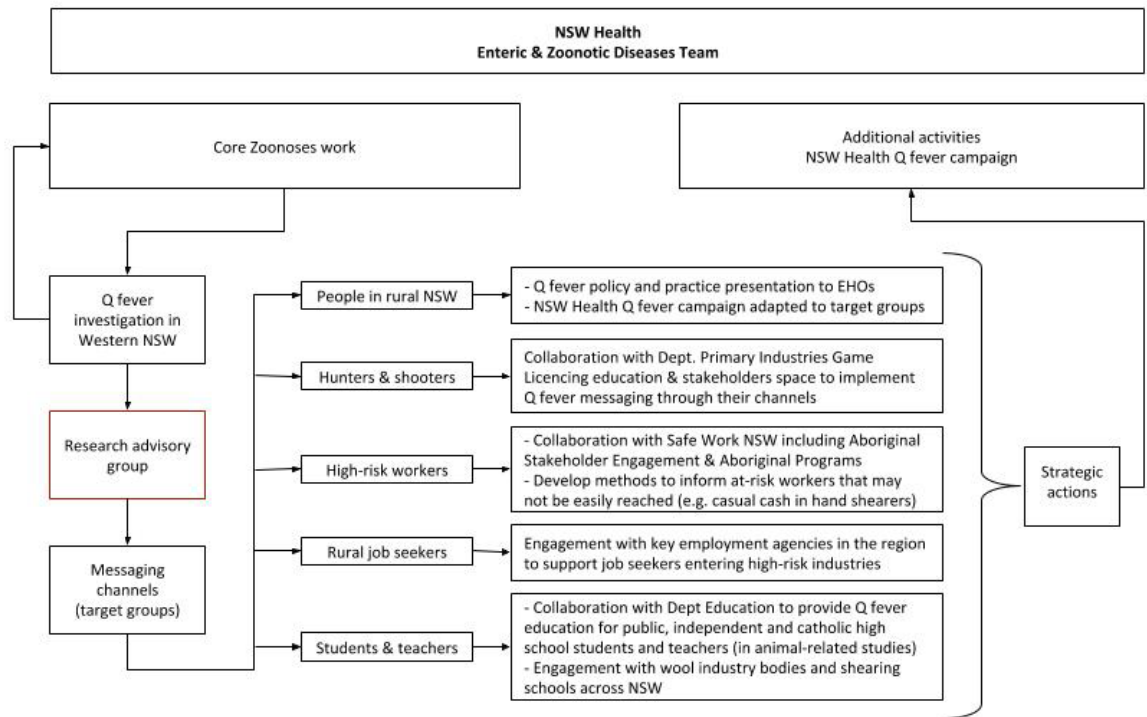 NSW Health
Enteric & Zoonotic Diseases Team
Core Zoonoses work
Additional activities
NSW Health Q fever campaign
Q fever
investigation in
Western NSW
Research advisory
group
Messaging
channels
(target groups)
People in rural NSW
- Q fever policy and practice presentation to EHOs
- NSW Health Q fever campaign adapted to target groups
Hunters & shooters
Collaboration with Dept. Primary Industries Game
Licencing education & stakeholders space to implement
Q fever messaging through their channels
High-risk workers
- Collaboration with Safe Work NSW including Aboriginal
Stakeholder Engagement & Aboriginal Programs
- Develop methods to inform at-risk workers that may
not be easily reached (e.g. casual cash in hand shearers)
Rural job seekers
Engagement with key employment agencies in the region
to support job seekers entering high-risk industries
Students & teachers
- Collaboration with Dept Education to provide Q fever
education for public, independent and catholic high
school students and teachers (in animal-related studies)
- Engagement with wool industry bodies and shearing
schools across NSW
Strategic
actions